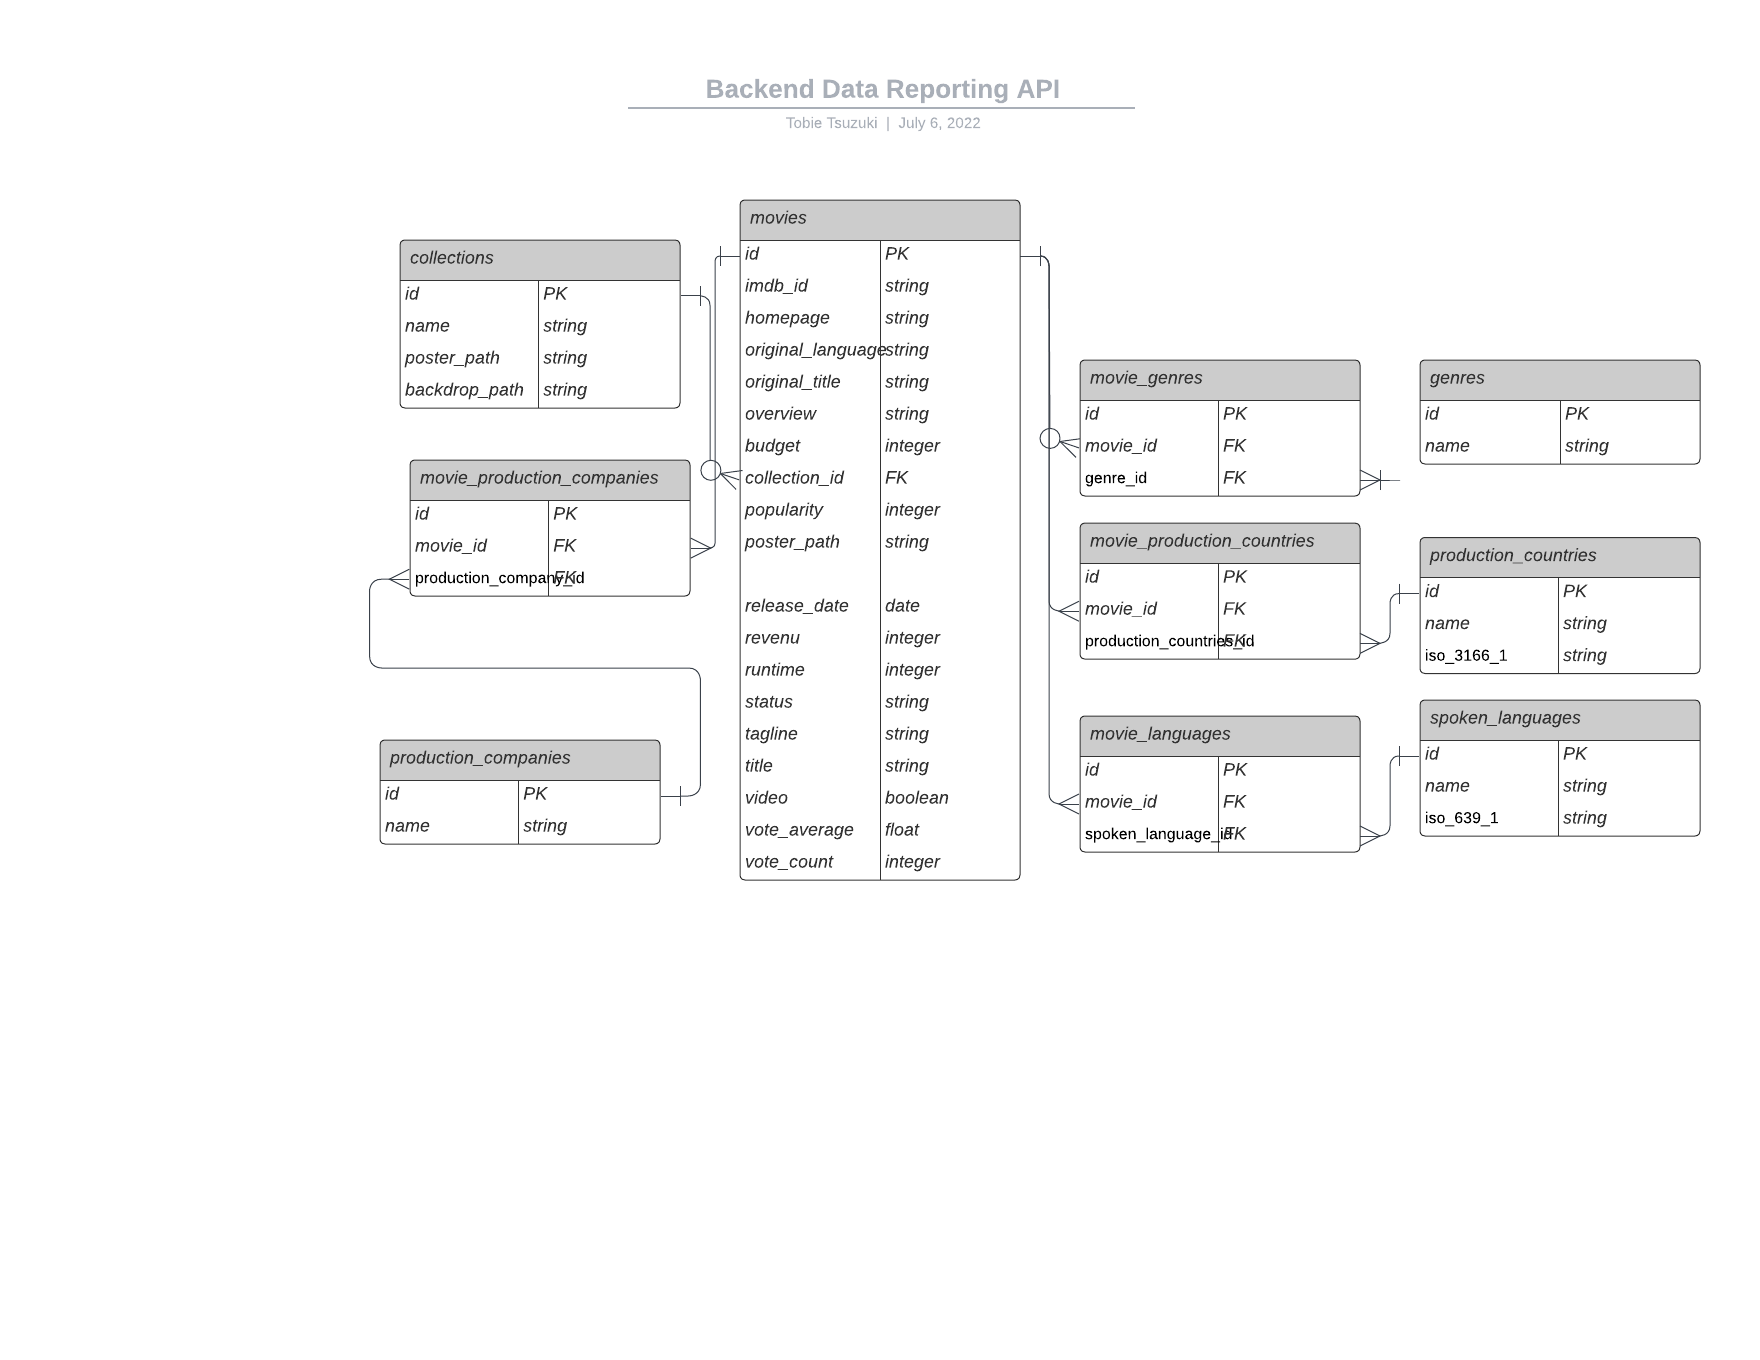 Backend Data Reporting API
Tobie Tsuzuki | July 6, 2022
collections
id PK
name string
poster_path string
backdrop_path string
movie_production_companies
id PK
movie_id FK
production_company_id FK
production_companies
id PK
name string
movies
id PK
imdb_id string
homepage string
original_language string
original_title string
overview string
budget integer
collection_id FK
popularity integer
poster_path string
release_date date
revenu integer
runtime integer
status string
tagline string
title string
video boolean
vote_average float
vote_count integer
movie_genres
id PK
movie_id FK
genre_id FK
movie_production_countries
id PK
movie_id FK
production_countries_id FK
movie_languages
id PK
movie_id FK
spoken_language_id FK
genres
id PK
name string
production_countries
id PK
name string
iso_3166_1 string
spoken_languages
id PK
name string
iso_639_1 string